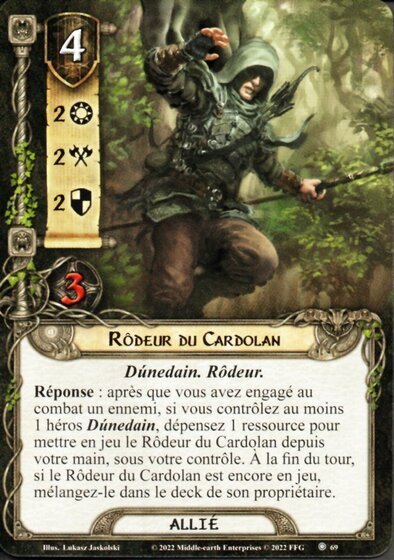 4
2
2
2
3
Rôdeur du Cardolan
Dúnedain. Rôdeur.
Réponse : après que vous avez engagé au
combat un ennemi, si vous contrôlez au moins
1 héros Dúnedain, dépensez 1 ressource pour
mettre en jeu le Rôdeur du Cardolan depuis
votre main, sous votre contrôle. À la fin du tour,
si le Rôdeur du Cardolan est encore en jeu,
mélangez-le dans le deck de son propriétaire.
Allié
Illus. Lukasz Jaskolski © 2022 Middle-earth Enterprises © 2022 FFG 69